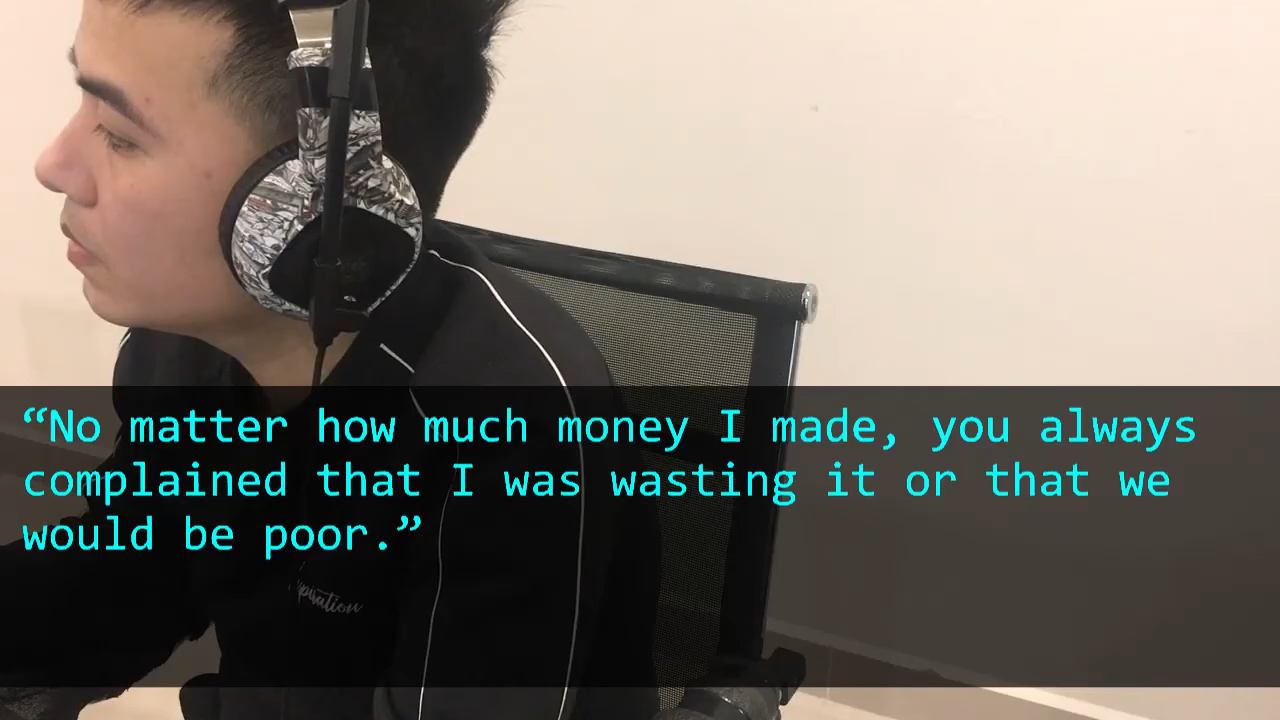 “No matter how much money I made, you always
complained that I was wasting it or that we
would be poor.”